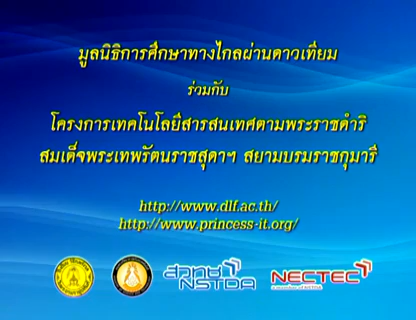 มูลนิธิการศึกษาทางไกลผ่านดาวเทียม
ร่วมกับ
โครงการเทคโนโลยีสารสนเทศตามพระราชดำริ
สมเด็จพระเทพรัตนราชสุดาฯ สยามบรมราชกุมารี
http://www.dlf.ac.th/
http://www.princess-it.org/
สวทช
NSTDA
NECTEC
a member of NSTDA